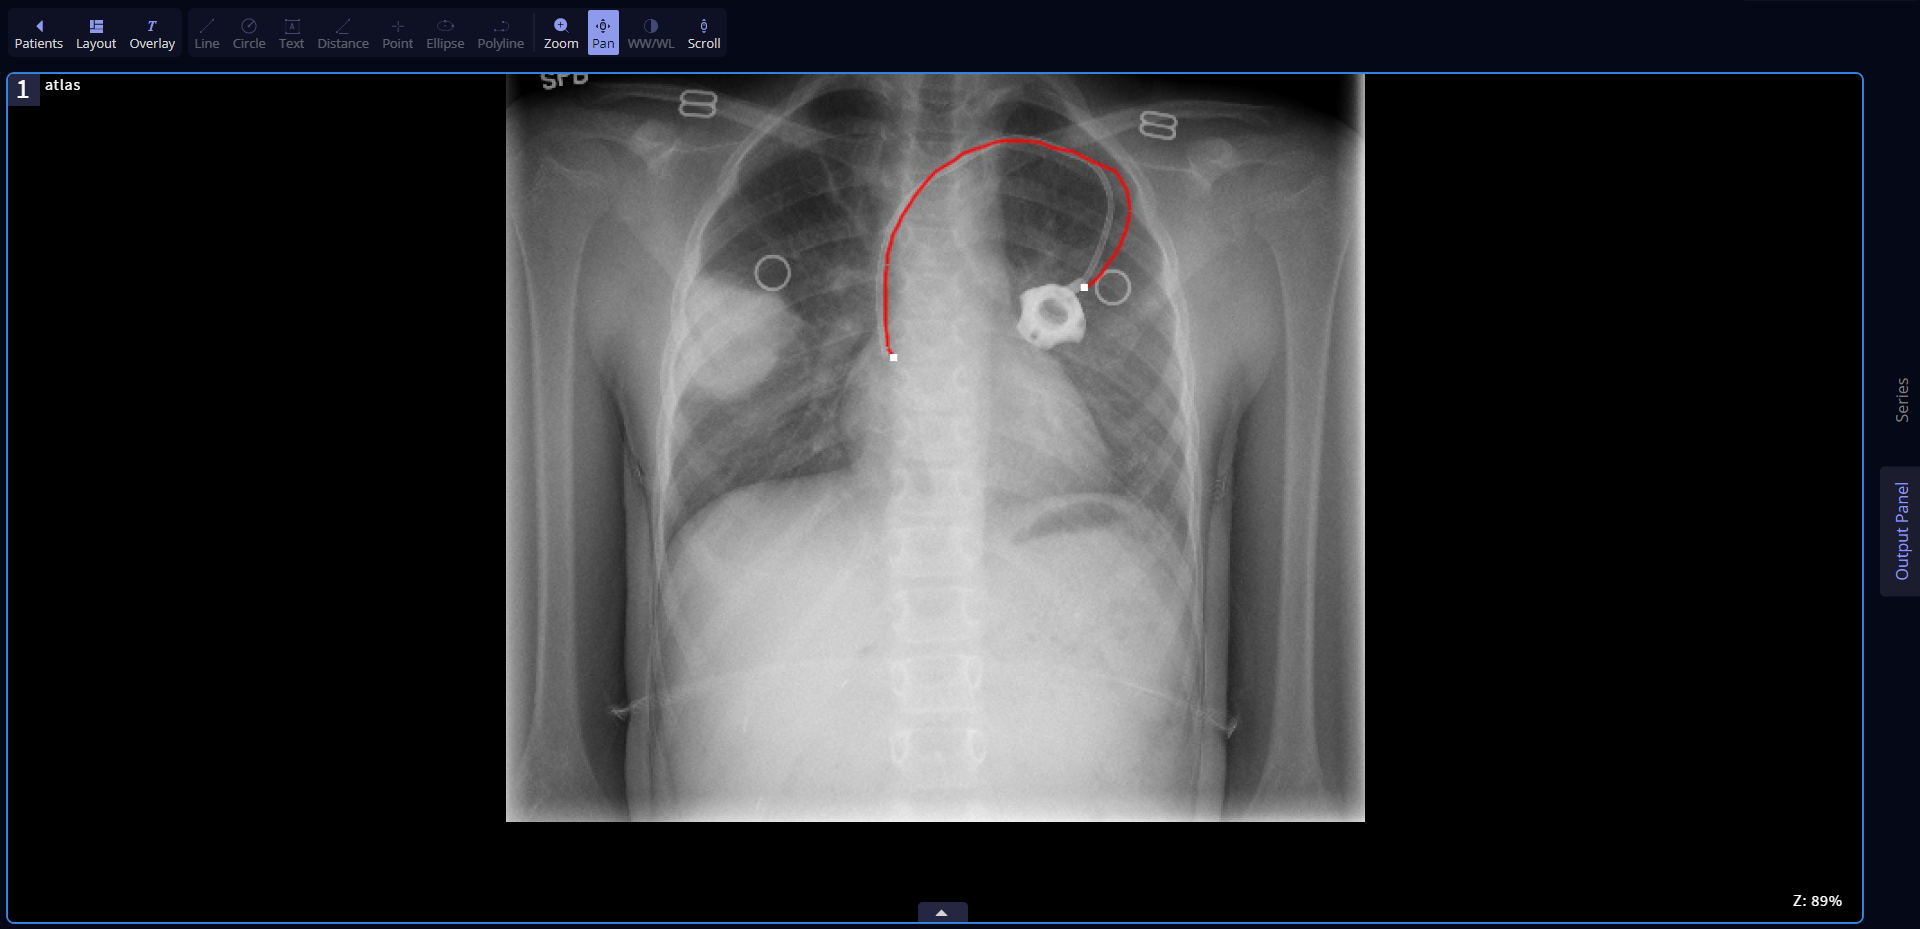 Patients Layout Overlay Line Circle Text Distance Point Ellipse Polyline Zoom Pan WW/WL Scroll
1 atlas
SPD
Series
Output Panel
Z: 89%